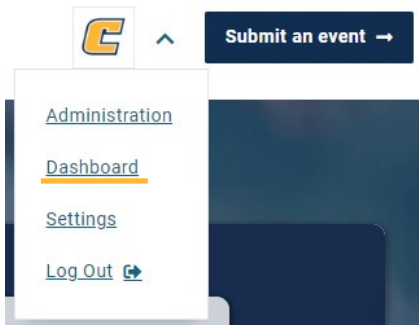 C
Submit an event →
Administration
Dashboard
Settings
Log Out